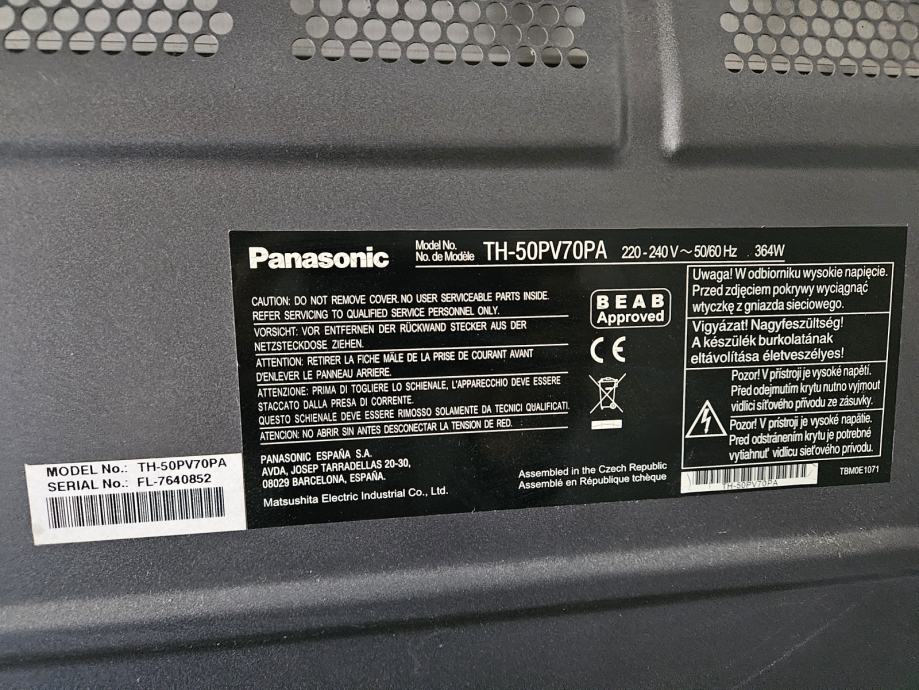 Panasonic
Model No.
No. de Modèle
TH-50PV70PA
220 - 240 V ~ 50/60 Hz . 364W
CAUTION: DO NOT REMOVE COVER. NO USER SERVICEABLE PARTS INSIDE.
REFER SERVICING TO QUALIFIED SERVICE PERSONNEL ONLY.
VORSICHT: VOR ENTFERNEN DER RÜCKWAND STECKER AUS DER
NETZSTECKDOSE ZIEHEN.
ATTENTION: RETIRER LA FICHE MÂLE DE LA PRISE DE COURANT AVANT
D'ENLEVER LE PANNEAU ARRIERE.
ATTENZIONE: PRIMA DI TOGLIERE LO SCHIENALE, L'APPARECCHIO DEVE ESSERE
STACCATO DALLA PRESA DI CORRENTE.
QUESTO SCHIENALE DEVE ESSERE RIMOSSO SOLAMENTE DA TECNICI QUALIFICATI.
ATENCION: NO ABRIR SIN ANTES DESCONECTAR LA TENSION DE RED.
PANASONIC ESPAÑA S.A.
AVDA, JOSEP TARRADELLAS 20-30,
08029 BARCELONA, ESPAÑA.
Matsushita Electric Industrial Co., Ltd.
BEAB
Approved
CE
Assembled in the Czech Republic
Assemblé en République tchèque
Uwaga! W odbiorniku wysokie napięcie.
Przed zdjęciem pokrywy wyciągnąć
wtyczkę z gniazda sieciowego.
Vigyázat! Nagyfeszültség!
A készülék burkolatának
eltávolítása életveszélyes!
Pozor! V přístroji je vysoké napětí.
Před odejmutím krytu nutno vyjmout
vidlici síťového přívodu ze zásuvky.
Pozor! V prístroji je vysoké napätie.
Pred odstránením krytu je potrebné
vytiahnuť vidlicu sieťového prívodu.
TH-50PV70PA
TBM0E1071
MODEL No.: TH-50PV70PA
SERIAL No.: FL-7640852